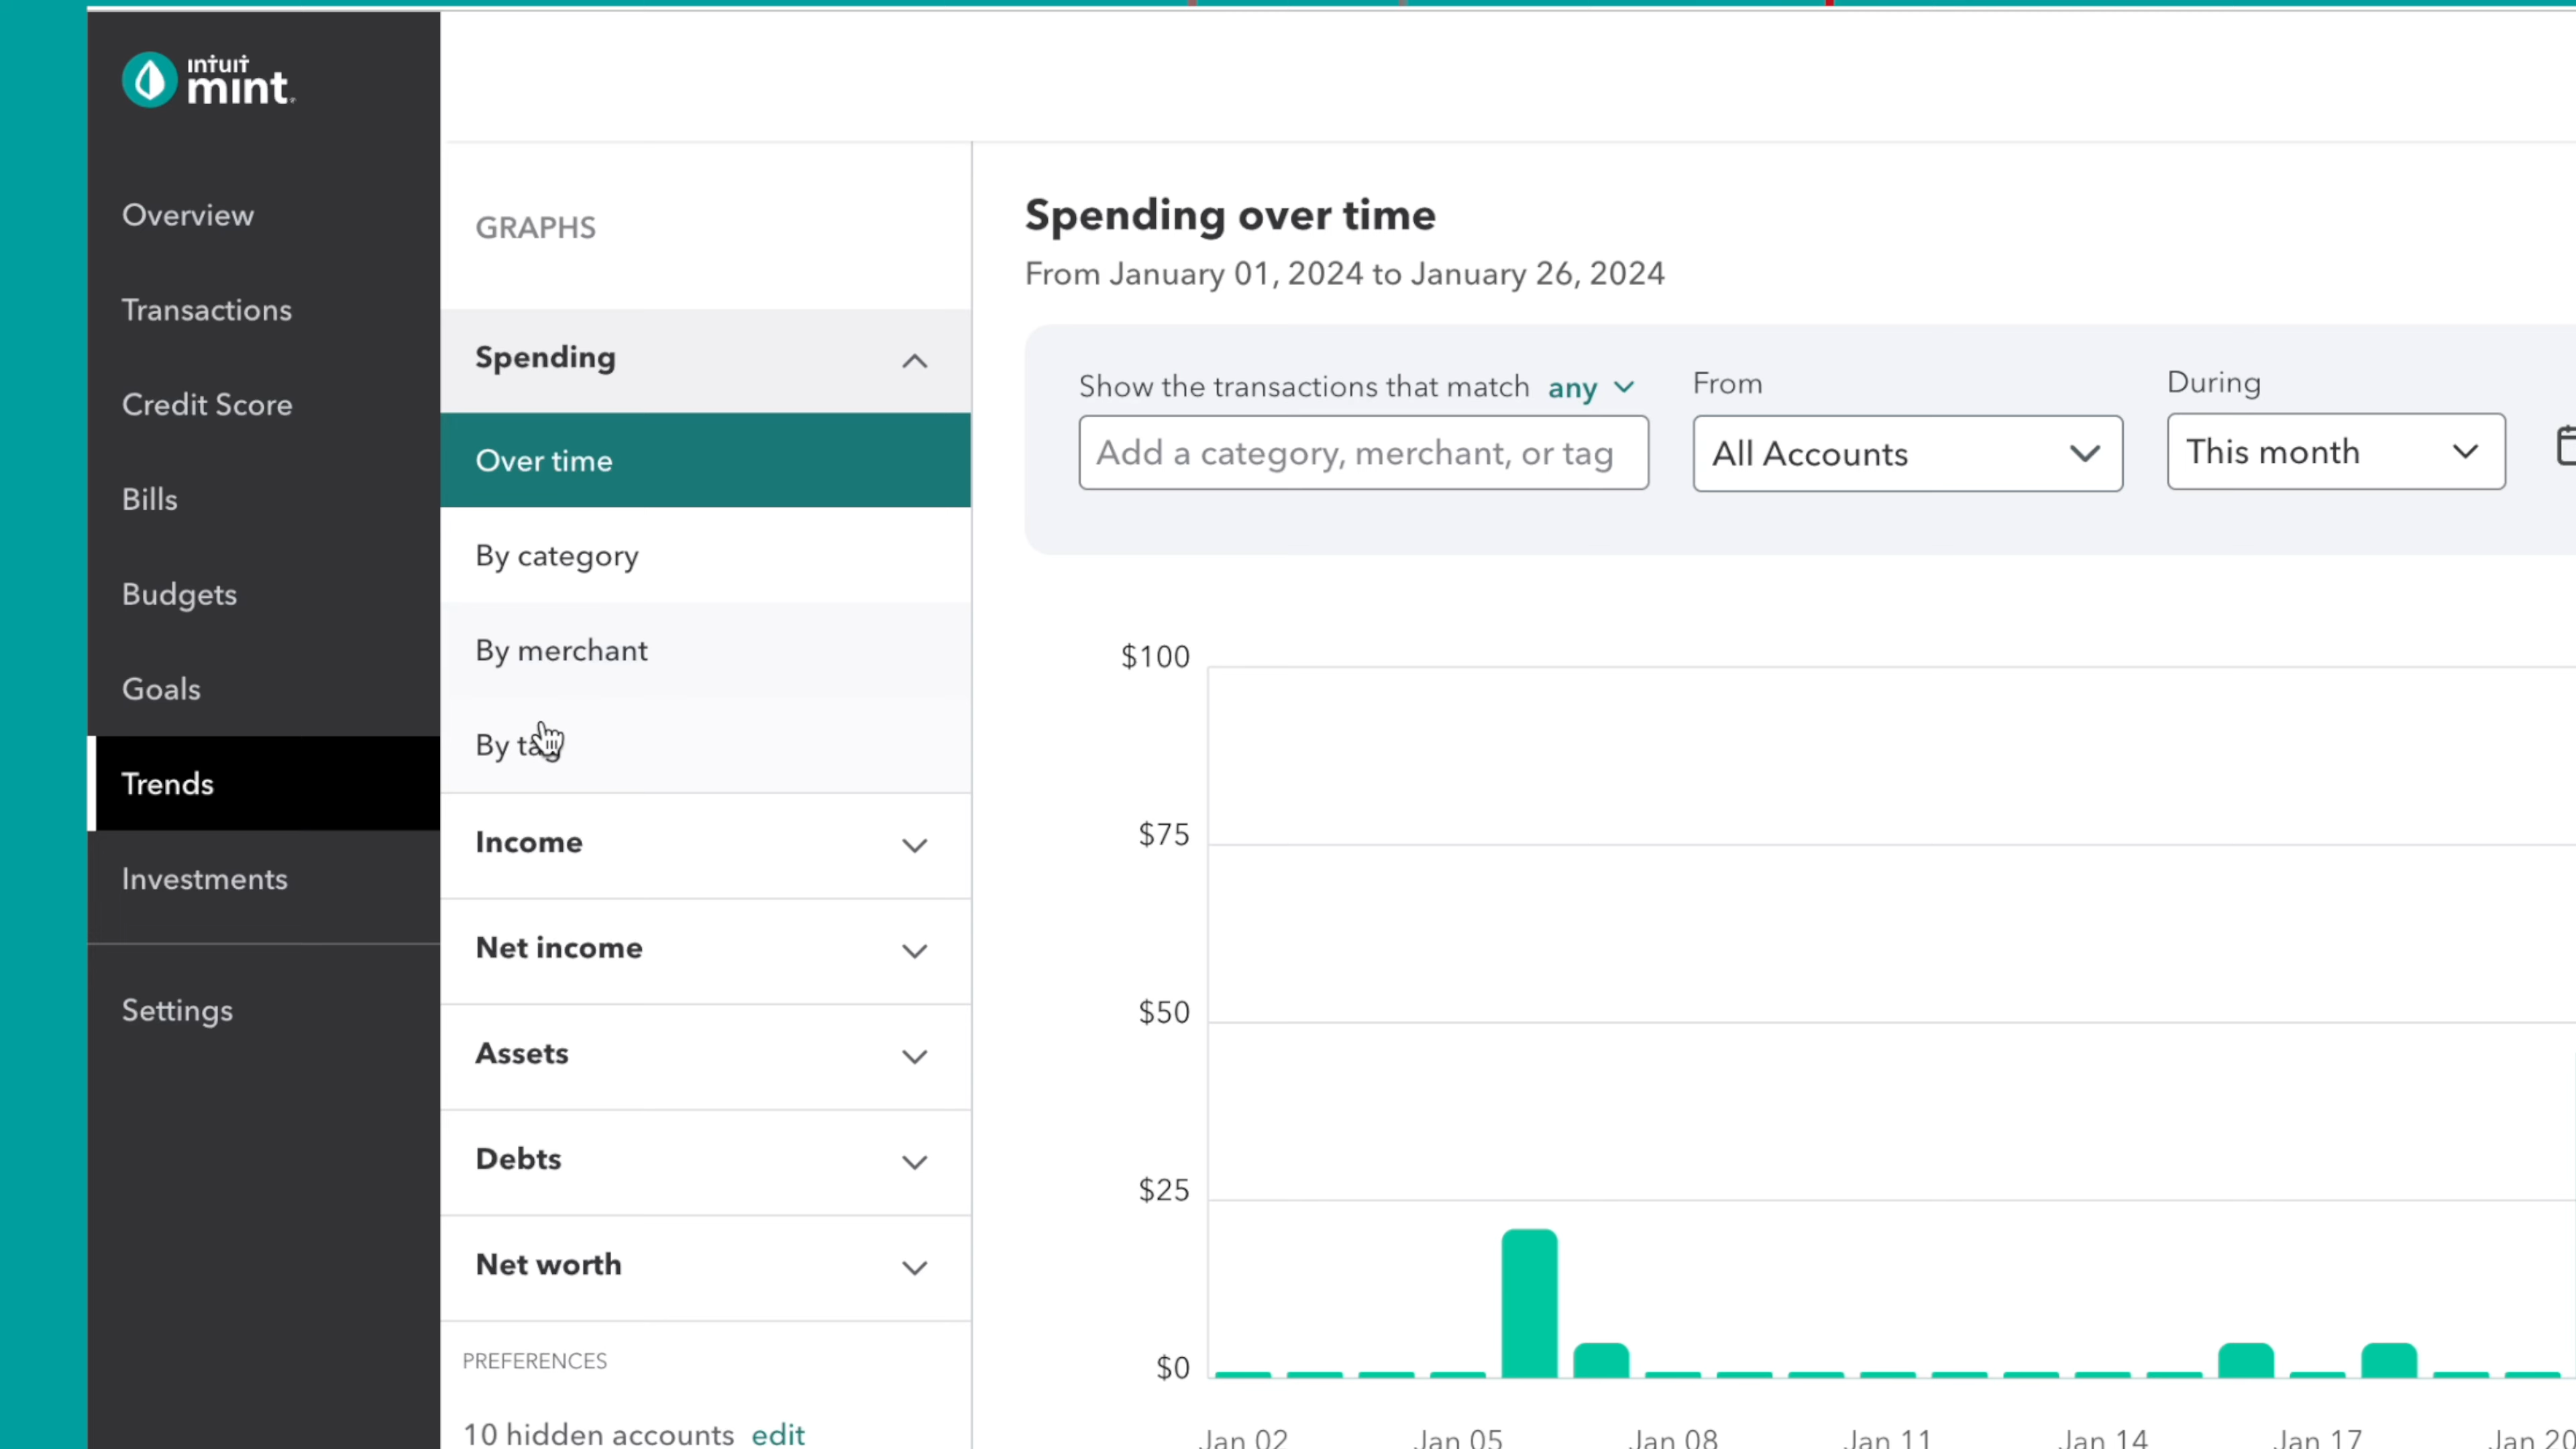 intuit
mint
Overview
Transactions
Credit Score
Bills
Budgets
Goals
Trends
Investments
Settings
GRAPHS
Spending
Over time
By category
By merchant
By
Income
Net income
Assets
Debts
Net worth
PREFERENCES
10 hidden accounts edit
Spending over time
From January 01, 2024 to January 26, 2024
Show the transactions that match any
Add a category, merchant, or tag
From
All Accounts
During
This month
$100
$75
$50
$25
$0
Jan 02 Jan 05 Jan 08 Jan 11 Jan 14 Jan 17 Jan 20